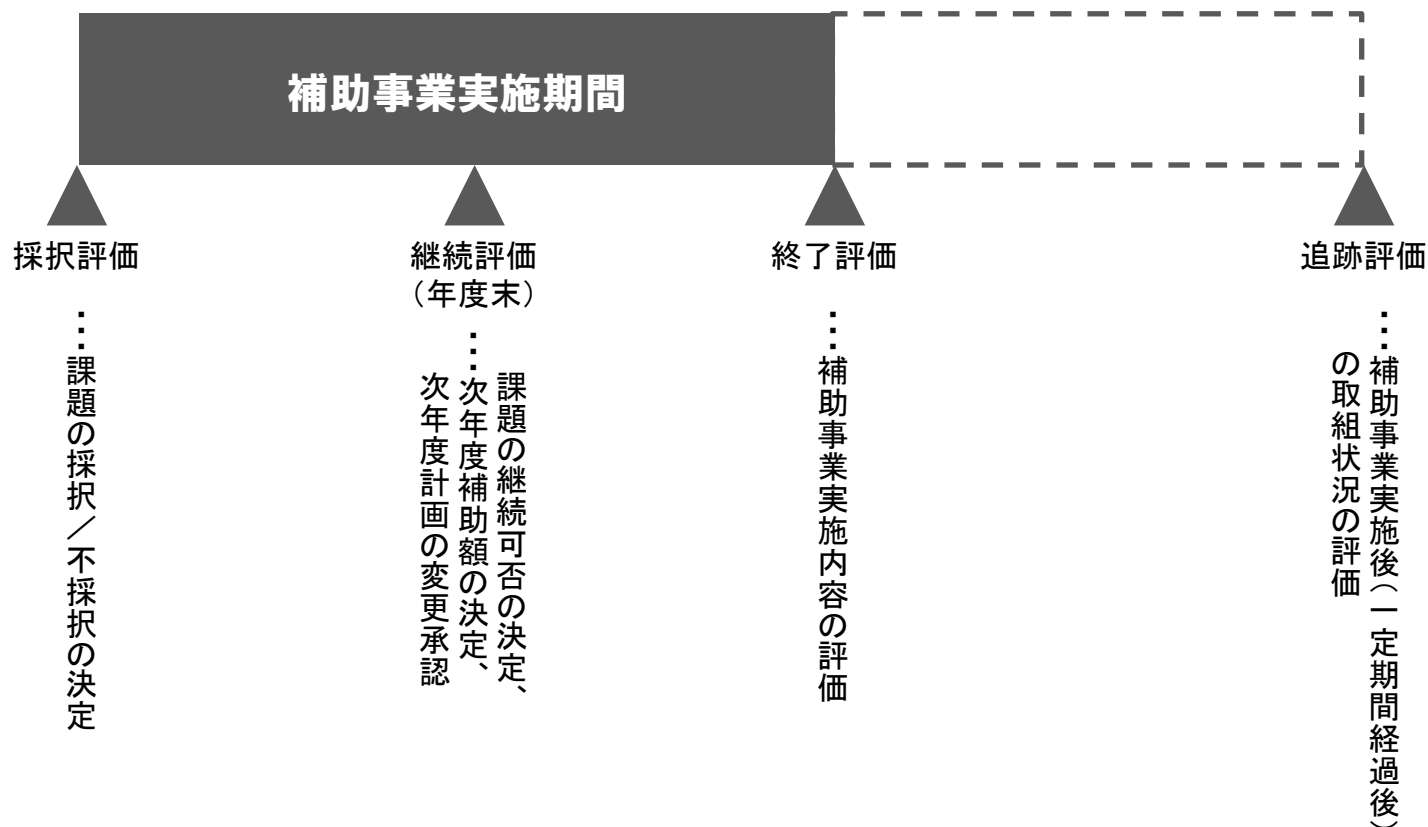 補助事業実施期間
採択評価
…課題の採択／不採択の決定
継続評価
（年度末）
…課題の継続可否の決定、
次年度補助額の決定、
次年度計画の変更承認
終了評価
…補助事業実施内容の評価
追跡評価
…補助事業実施後（一定期間経過後）
の取組状況の評価